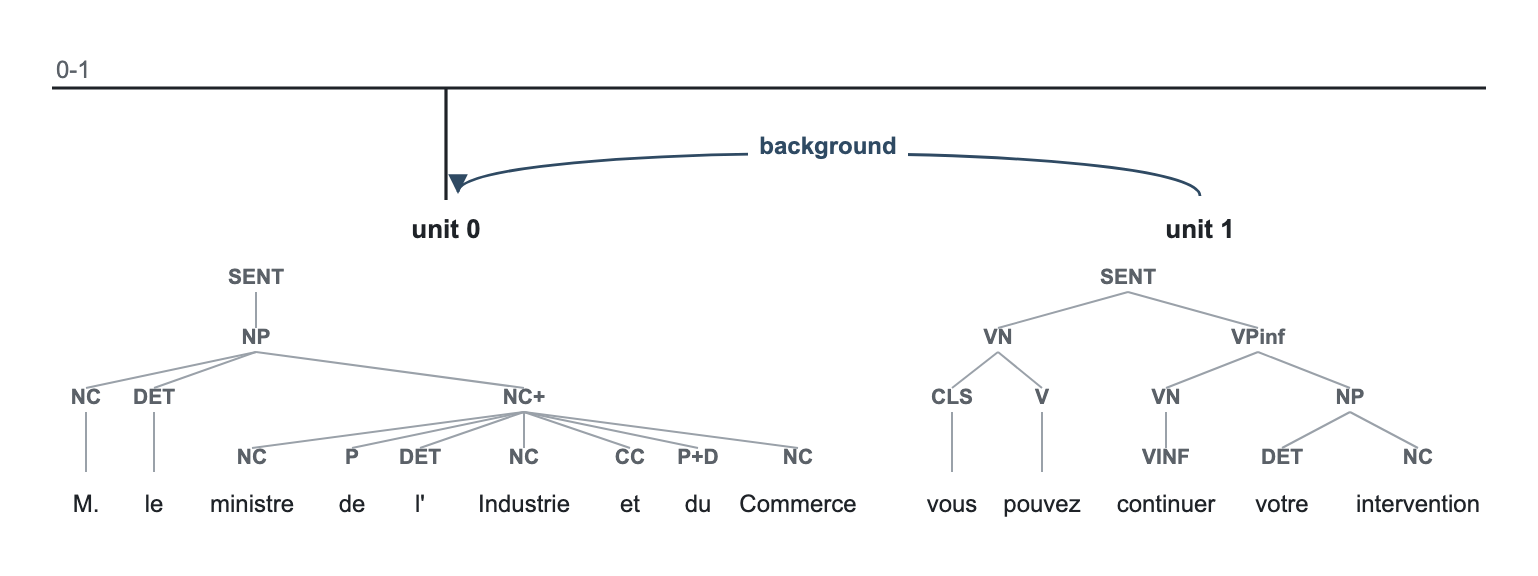 0-1
background
unit 0 unit 1
SENT SENT
NP VN VPinf
NC DET NC+ CLS V VN NP
NC P DET NC CC P+D NC VINF DET NC
M. le ministre de l' Industrie et du Commerce vous pouvez continuer votre intervention